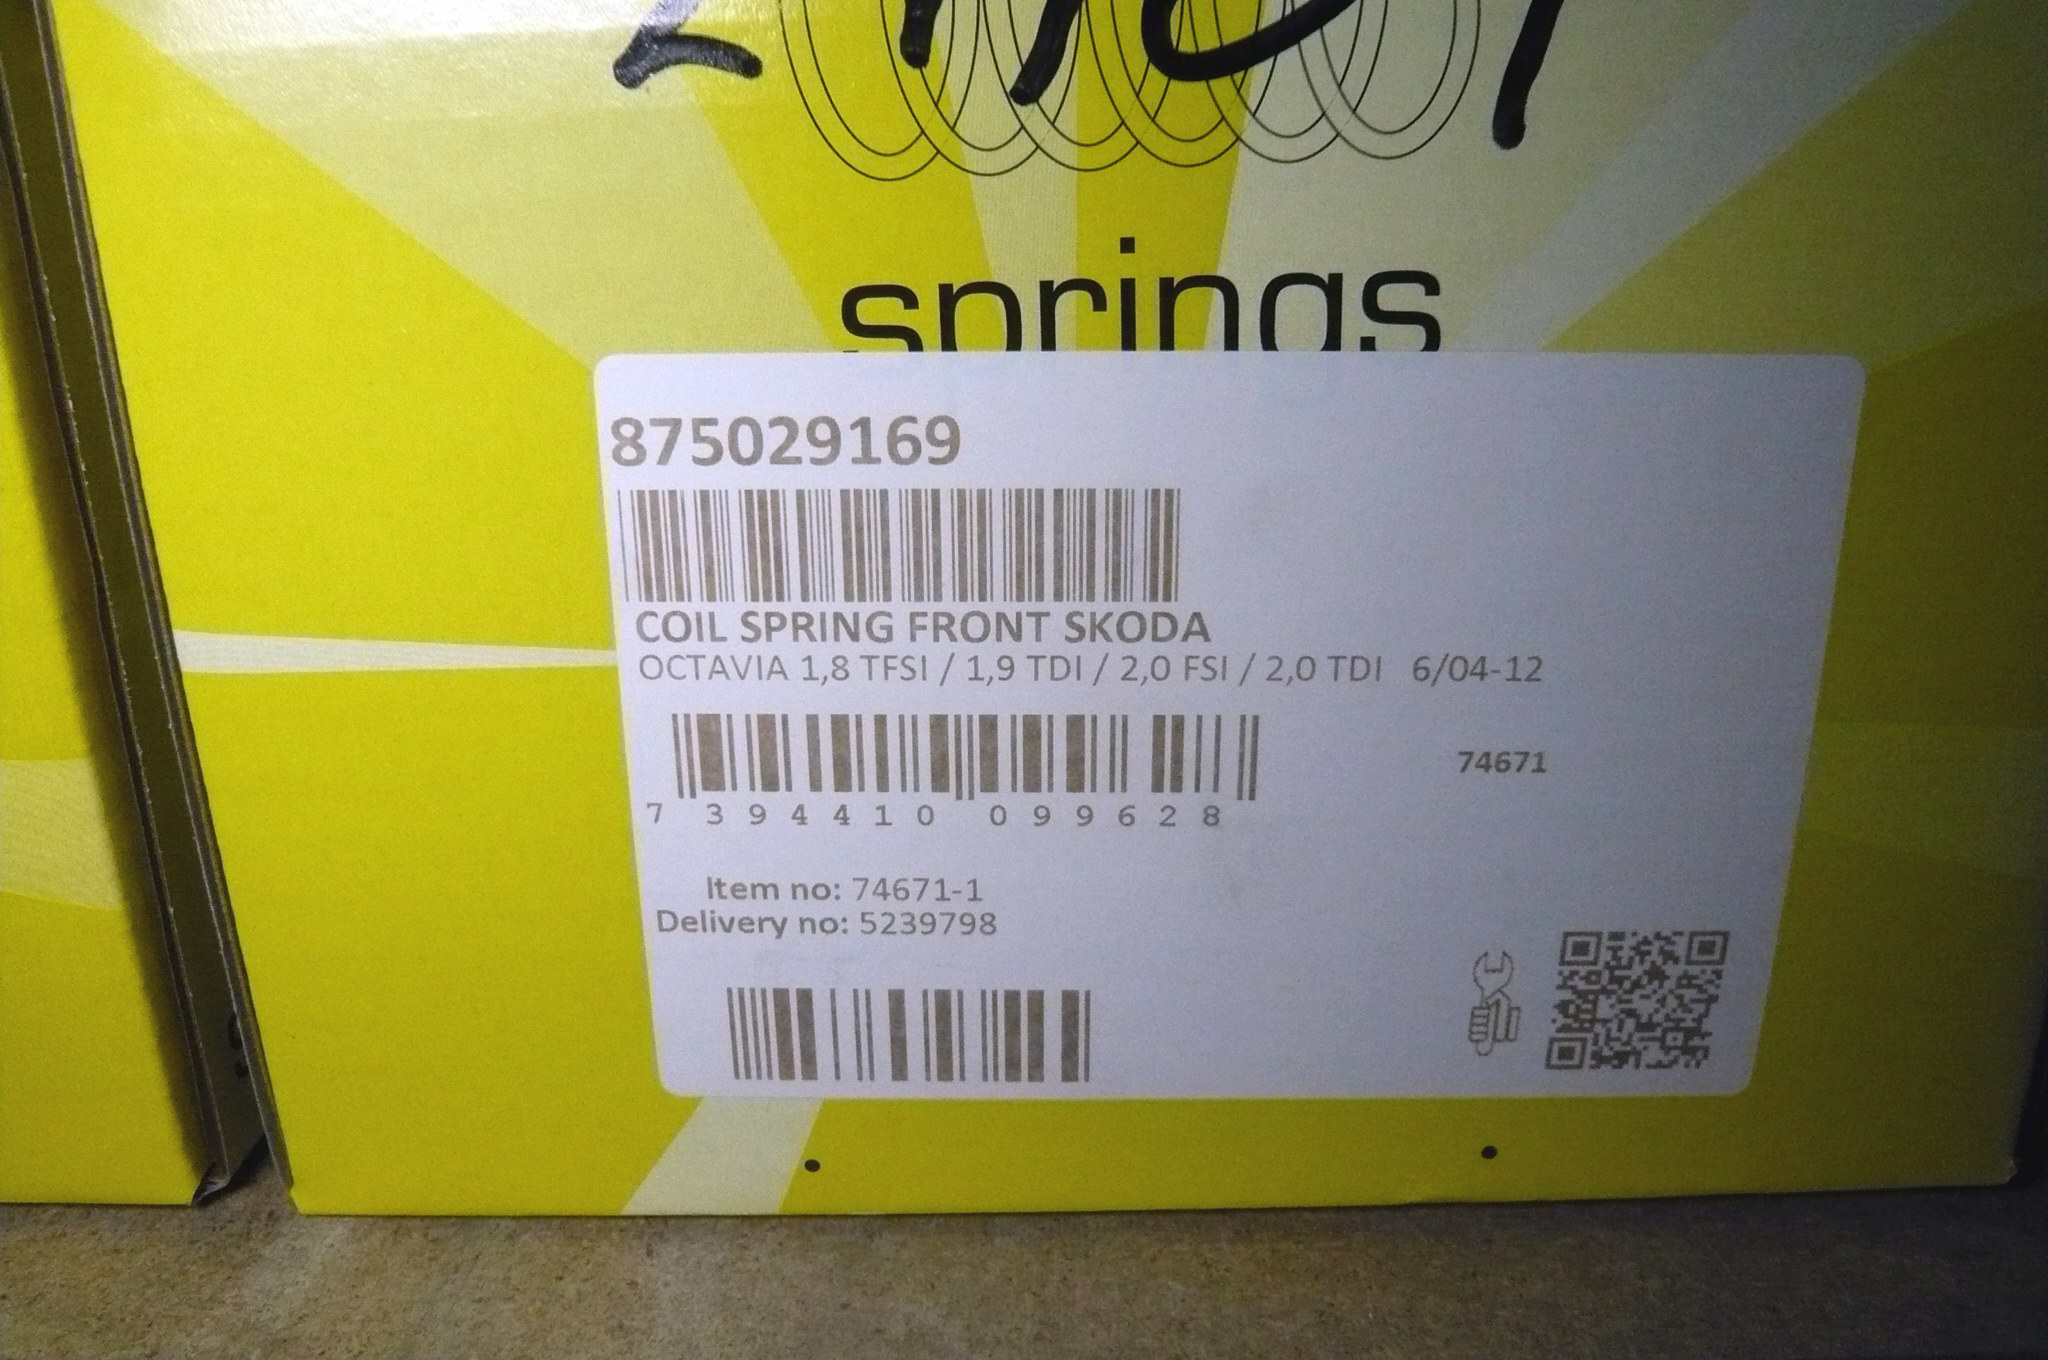 springs
875029169
COIL SPRING FRONT SKODA
OCTAVIA 1,8 TFSI / 1,9 TDI / 2,0 FSI / 2,0 TDI 6/04-12
74671
7 394410 099628
Item no: 74671-1
Delivery no: 5239798